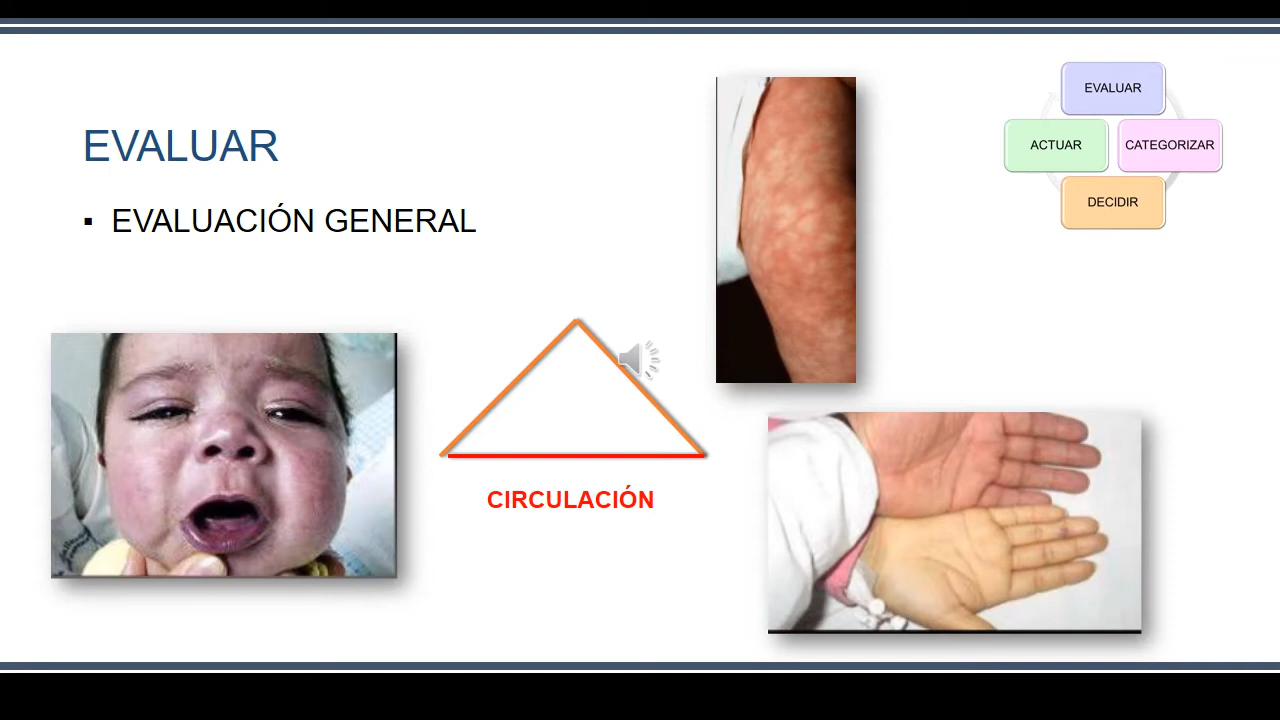 EVALUAR
▪ EVALUACIÓN GENERAL
CIRCULACIÓN
EVALUAR
ACTUAR
CATEGORIZAR
DECIDIR